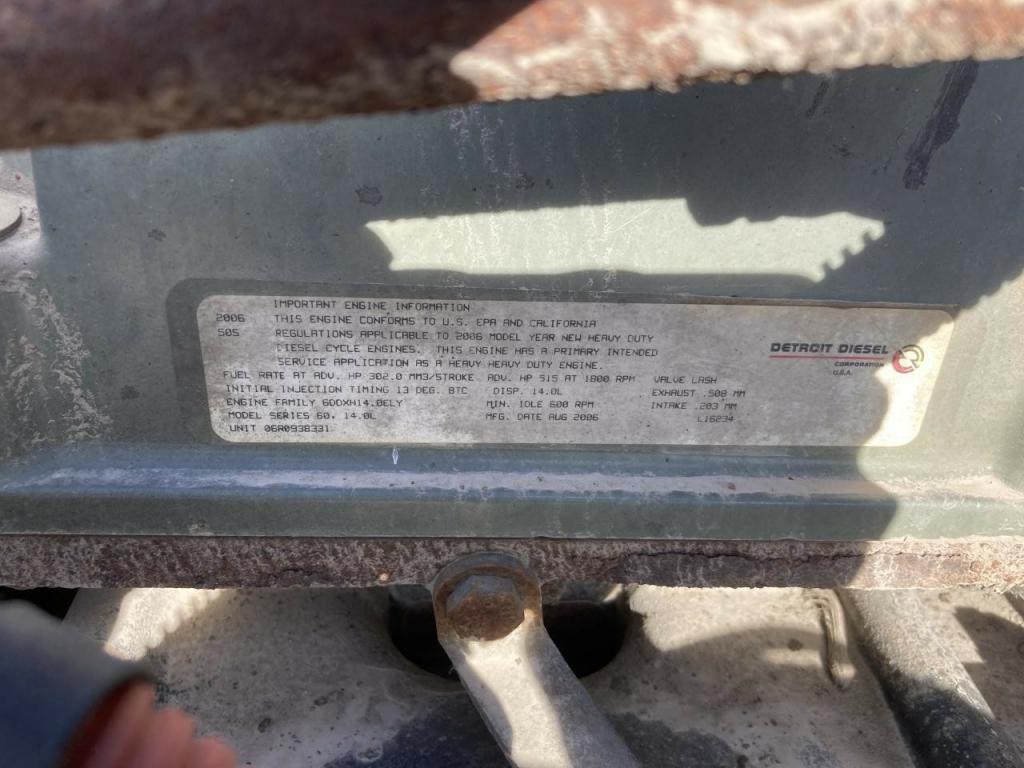 IMPORTANT ENGINE INFORMATION
2006 THIS ENGINE CONFORMS TO U.S. EPA AND CALIFORNIA
505 REGULATIONS APPLICABLE TO 2006 MODEL YEAR NEW HEAVY DUTY
DIESEL CYCLE ENGINES. THIS ENGINE HAS A PRIMARY INTENDED
SERVICE APPLICATION AS A HEAVY HEAVY DUTY ENGINE.
FUEL RATE AT ADV. HP 302.0 MM3/STROKE ADV. HP 515 AT 1800 RPM VALVE LASH
INITIAL INJECTION TIMING 13 DEG. BTC DISP. 14.0L EXHAUST .508 MM
ENGINE FAMILY 6DDXH14.0ELY MIN. IDLE 600 RPM INTAKE .203 MM
MODEL SERIES 60, 14.0L MFG. DATE AUG 2006 L16234
UNIT 06R0938331
DETROIT DIESEL
CORPORATION
U.S.A.